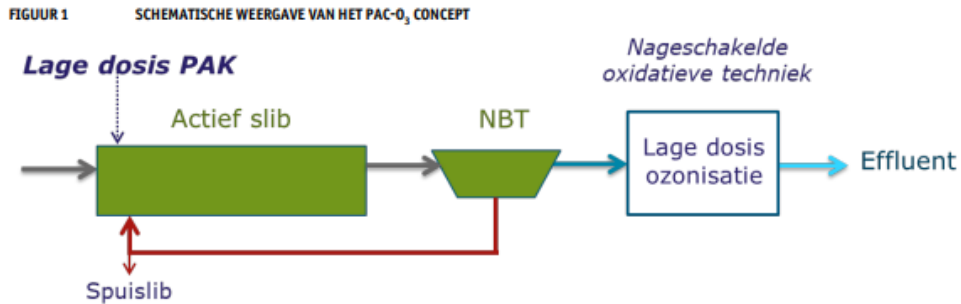 FIGUUR 1 SCHEMATISCHE WEERGAVE VAN HET PAC-O₃ CONCEPT
Lage dosis PAK
Nageschakelde
oxidatieve techniek
Actief slib
NBT
Lage dosis
ozonisatie
Effluent
Spuislib